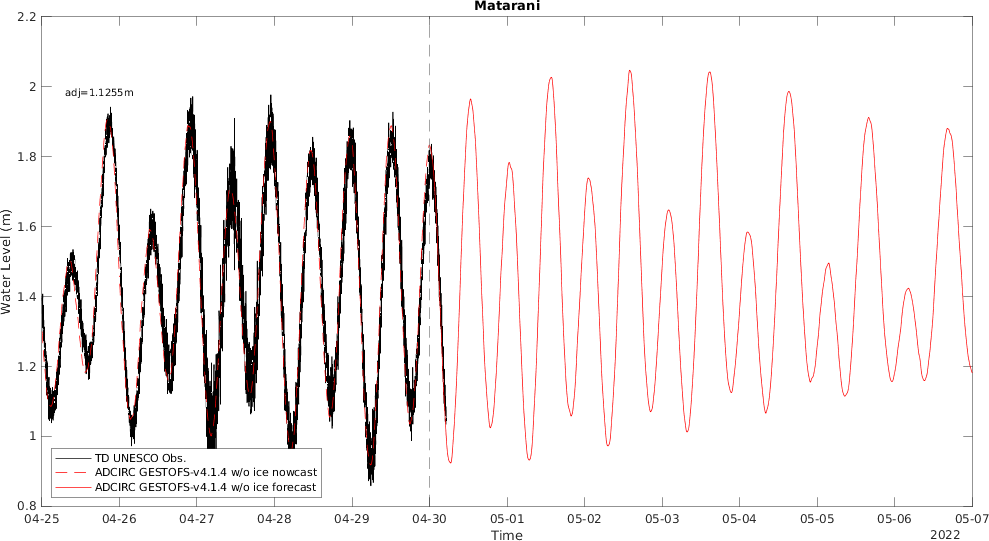 Matarani
2.2
2
1.8
1.6
1.4
1.2
1
0.8
Water Level (m)
adj=1.1255m
TD UNESCO Obs.
ADCIRC GESTOFS-v4.1.4 w/o ice nowcast
ADCIRC GESTOFS-v4.1.4 w/o ice forecast
04-25 04-26 04-27 04-28 04-29 04-30 05-01 05-02 05-03 05-04 05-05 05-06 05-07
Time
2022